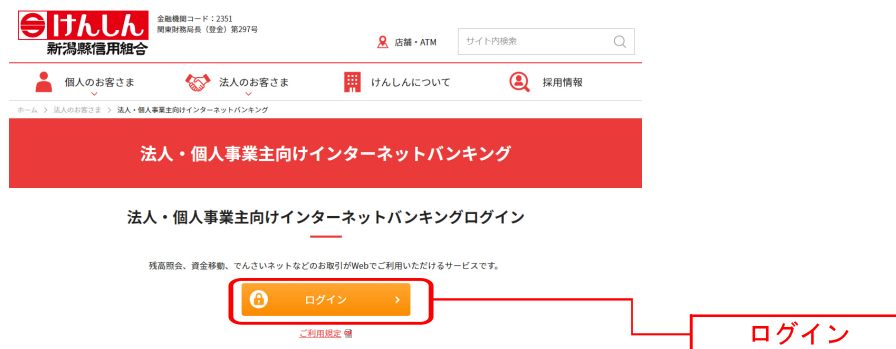 けんしん
新潟縣信用組合
金融機関コード：2351
関東財務局長（登金）第297号
店舗・ATM
サイト内検索
個人のお客さま
法人のお客さま
けんしんについて
採用情報
ホーム > 法人のお客さま > 法人・個人事業主向けインターネットバンキング
法人・個人事業主向けインターネットバンキング
法人・個人事業主向けインターネットバンキングログイン
残高照会、資金移動、でんさいネットなどのお取引がWebでご利用いただけるサービスです。
ログイン
ご利用規定
ログイン